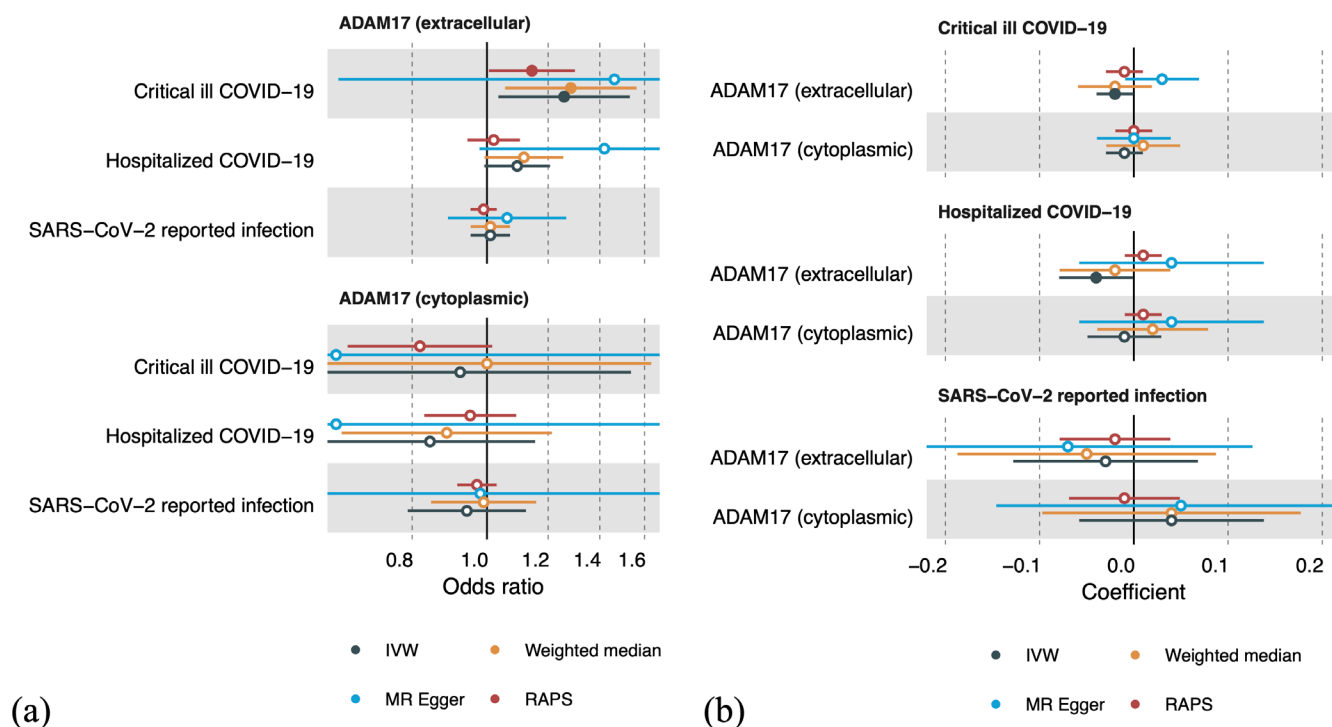 ADAM17 (extracellular)
Critical ill COVID−19
Hospitalized COVID−19
SARS−CoV−2 reported infection
ADAM17 (cytoplasmic)
Critical ill COVID−19
Hospitalized COVID−19
SARS−CoV−2 reported infection
0.8 1.0 1.2 1.4 1.6
Odds ratio
IVW Weighted median
MR Egger RAPS
(a)
Critical ill COVID−19
ADAM17 (extracellular)
ADAM17 (cytoplasmic)
Hospitalized COVID−19
ADAM17 (extracellular)
ADAM17 (cytoplasmic)
SARS−CoV−2 reported infection
ADAM17 (extracellular)
ADAM17 (cytoplasmic)
−0.2 −0.1 0.0 0.1 0.2
Coefficient
IVW Weighted median
MR Egger RAPS
(b)